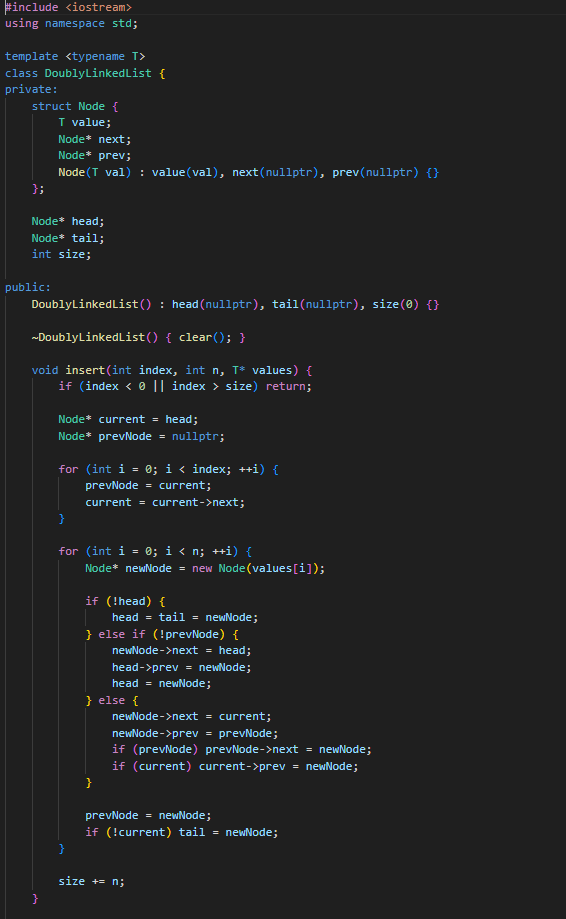 #include <iostream>
using namespace std;

template <typename T>
class DoublyLinkedList {
private:
    struct Node {
        T value;
        Node* next;
        Node* prev;
        Node(T val) : value(val), next(nullptr), prev(nullptr) {}
    };

    Node* head;
    Node* tail;
    int size;

public:
    DoublyLinkedList() : head(nullptr), tail(nullptr), size(0) {}

    ~DoublyLinkedList() { clear(); }

    void insert(int index, int n, T* values) {
        if (index < 0 || index > size) return;

        Node* current = head;
        Node* prevNode = nullptr;

        for (int i = 0; i < index; ++i) {
            prevNode = current;
            current = current->next;
        }

        for (int i = 0; i < n; ++i) {
            Node* newNode = new Node(values[i]);

            if (!head) {
                head = tail = newNode;
            } else if (!prevNode) {
                newNode->next = head;
                head->prev = newNode;
                head = newNode;
            } else {
                newNode->next = current;
                newNode->prev = prevNode;
                if (prevNode) prevNode->next = newNode;
                if (current) current->prev = newNode;
            }

            prevNode = newNode;
            if (!current) tail = newNode;
        }

        size += n;
    }